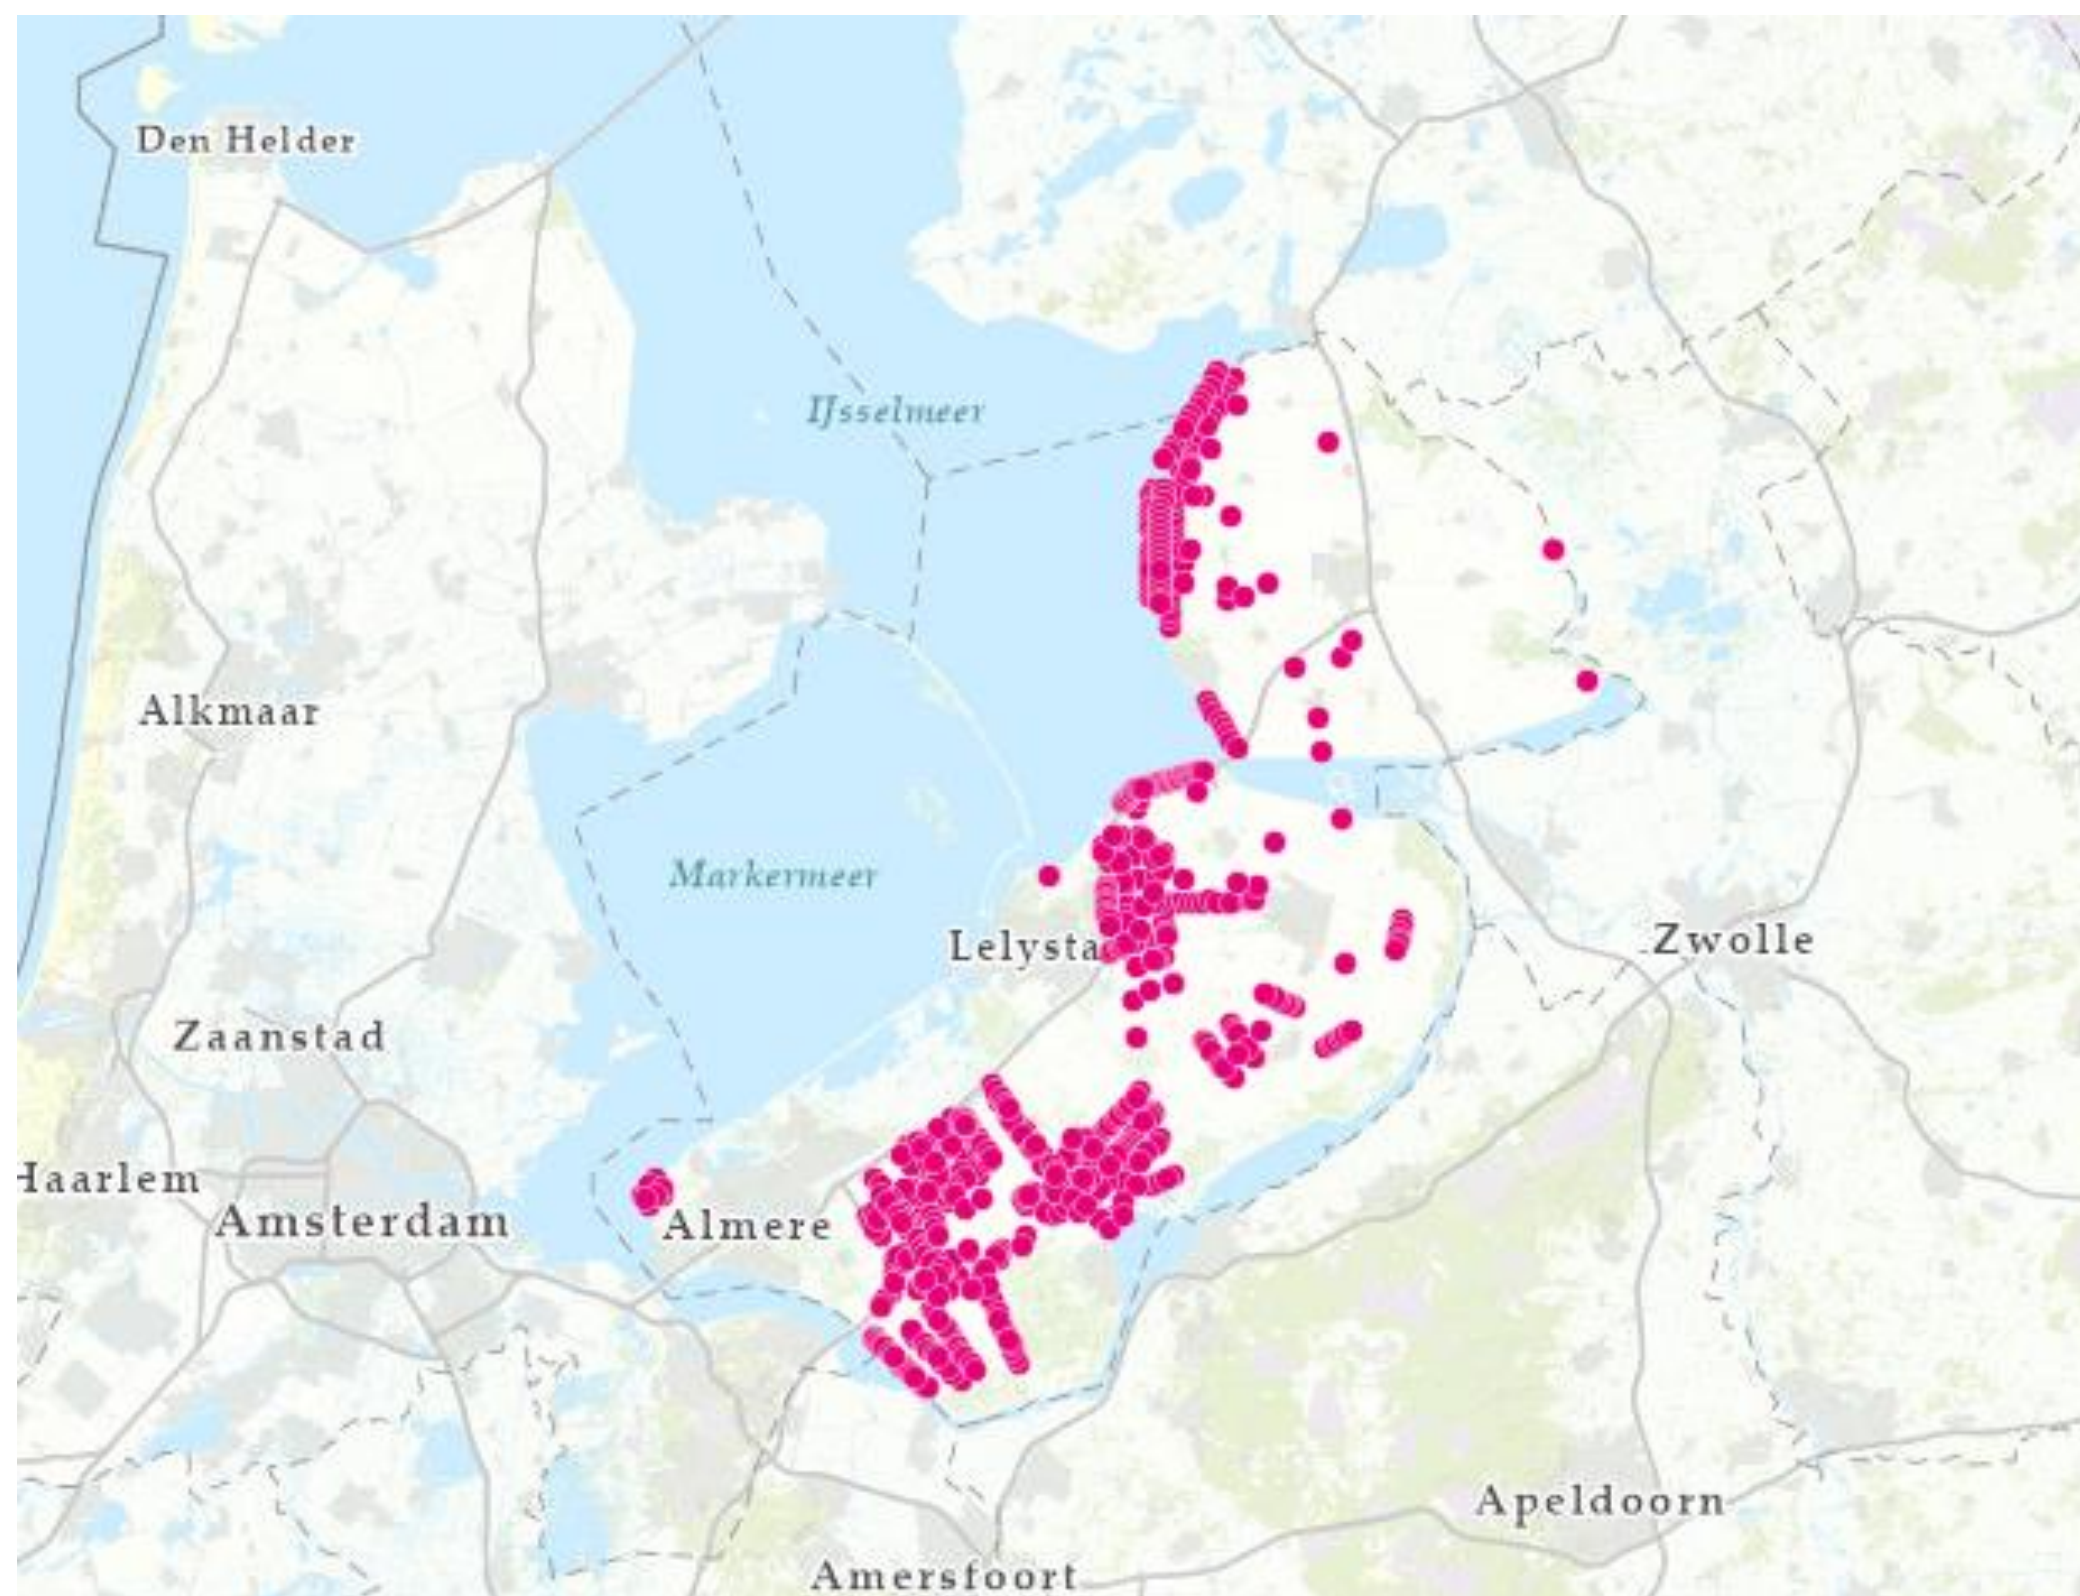 Den Helder
IJsselmeer
Alkmaar
Markermeer
Lelysta
Zwolle
Zaanstad
Haarlem
Amsterdam
Almere
Apeldoorn
Amersfoort